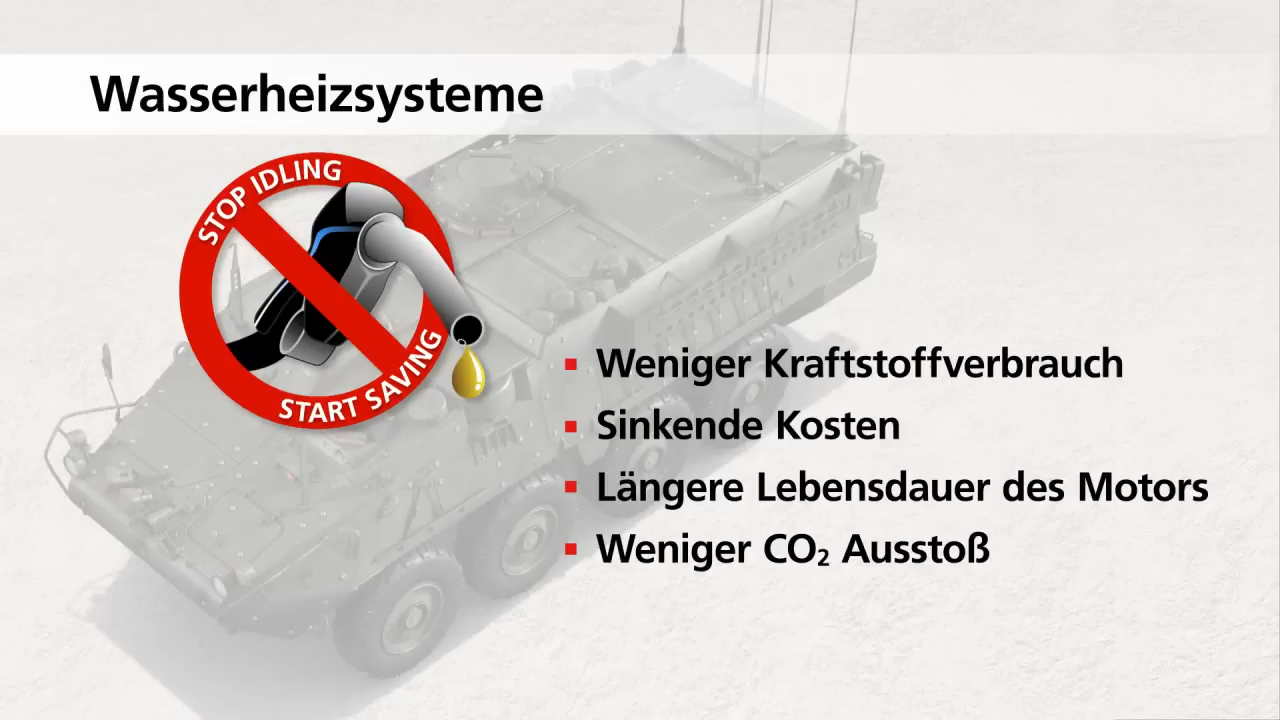 Wasserheizsysteme
STOP IDLING
START SAVING
▪ Weniger Kraftstoffverbrauch
▪ Sinkende Kosten
▪ Längere Lebensdauer des Motors
▪ Weniger CO₂ Ausstoß